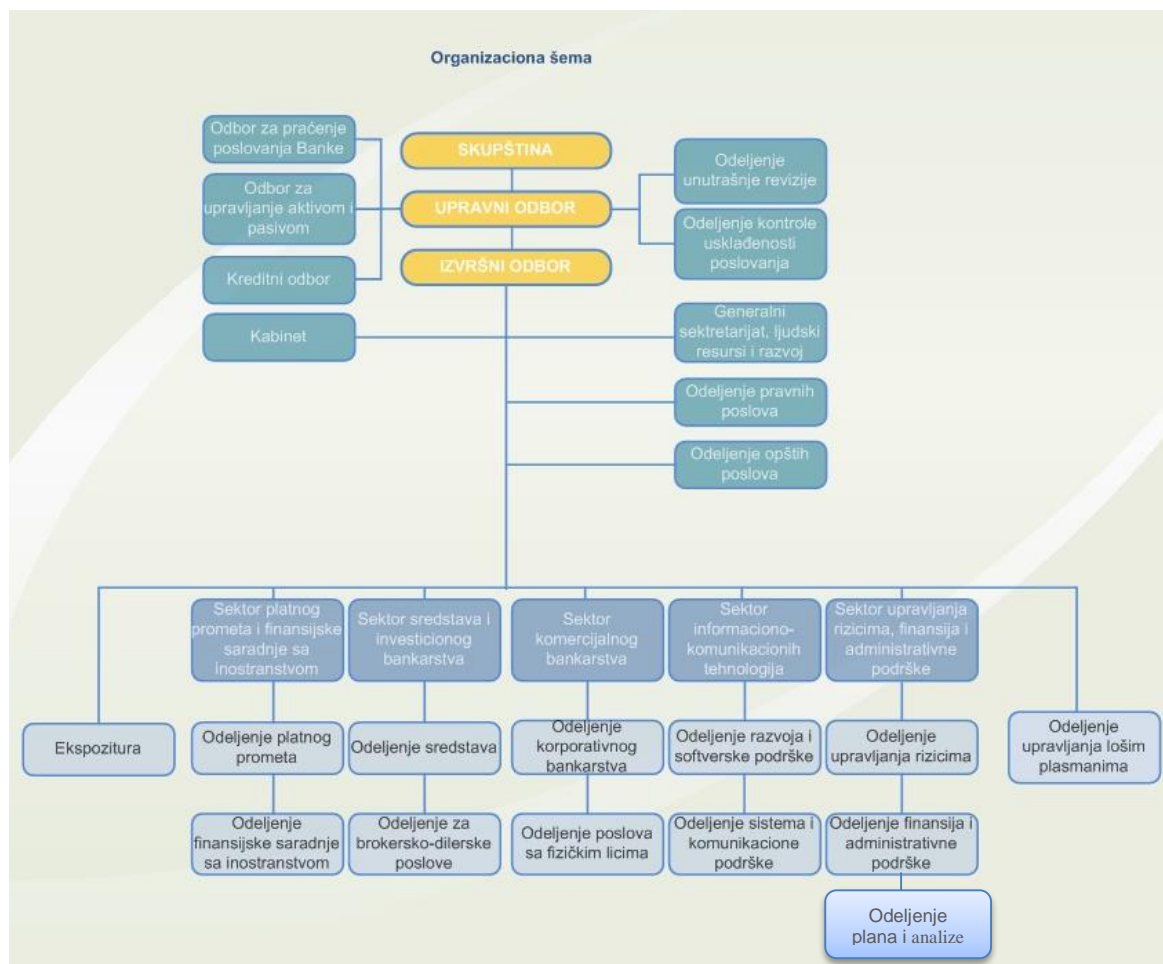 Organizaciona šema
Odbor za praćenje
poslovanja Banke
Odbor za
upravljanje aktivom i
pasivom
Kreditni odbor
Kabinet
SKUPŠTINA
UPRAVNI ODBOR
IZVRŠNI ODBOR
Odeljenje
unutrašnje revizije
Odeljenje kontrole
usklađenosti
poslovanja
Generalni
sektretarijat, ljudski
resursi i razvoj
Odeljenje pravnih
poslova
Odeljenje opštih
poslova
Sektor platnog
prometa i finansijske
saradnje sa
inostranstvom
Sektor sredstava i
investicionog
bankarstva
Sektor
komercijalnog
bankarstva
Sektor
informaciono-
komunikacionih
tehnologija
Sektor upravljanja
rizicima, finansija i
administrativne
podrške
Ekspozitura
Odeljenje platnog
prometa
Odeljenje sredstava
Odeljenje
korporativnog
bankarstva
Odeljenje razvoja i
softverske podrške
Odeljenje
upravljanja rizicima
Odeljenje
upravljanja lošim
plasmanima
Odeljenje
finansijske saradnje
sa inostranstvom
Odeljenje za
brokersko-dilerske
poslove
Odeljenje poslova
sa fizičkim licima
Odeljenje sistema i
komunikacione
podrške
Odeljenje finansija i
administrativne
podrške
Odeljenje
plana i analize